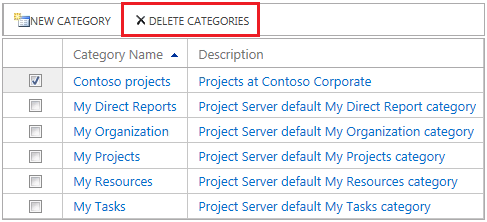 NEW CATEGORY DELETE CATEGORIES
Category Name Description
Contoso projects Projects at Contoso Corporate
My Direct Reports Project Server default My Direct Report category
My Organization Project Server default My Organization category
My Projects Project Server default My Projects category
My Resources Project Server default My Resources category
My Tasks Project Server default My Tasks category